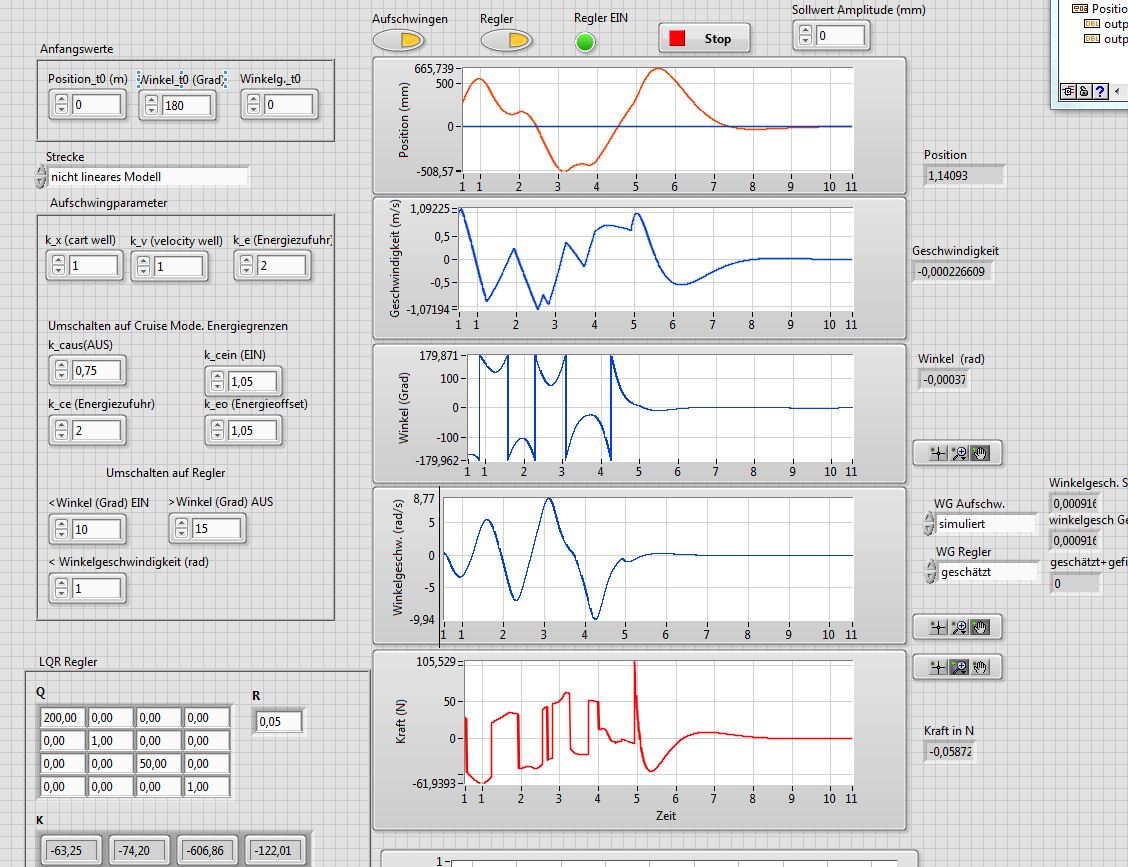 Aufschwingen Regler Regler EIN Sollwert Amplitude (mm)
Stop 0
Positio
outp
outp
Anfangswerte
Position_t0 (m) Winkel_t0 (Grad) Winkelg._t0
0 180 0
Strecke
nicht lineares Modell
Aufschwingparameter
k_x (cart well) k_v (velocity well) k_e (Energiezufuhr)
1 1 2
Umschalten auf Cruise Mode. Energiegrenzen
k_caus(AUS) k_cein (EIN)
0,75 1,05
k_ce (Energiezufuhr) k_eo (Energieoffset)
2 1,05
Umschalten auf Regler
<Winkel (Grad) EIN >Winkel (Grad) AUS
10 15
< Winkelgeschwindigkeit (rad)
1
LQR Regler
Q R
200,00 0,00 0,00 0,00 0,05
0,00 1,00 0,00 0,00
0,00 0,00 50,00 0,00
0,00 0,00 0,00 1,00
K
-63,25 -74,20 -606,86 -122,01
Position (mm)
665,739
500
0
-508,57
1 1 2 3 4 5 6 7 8 9 10 11
Position
1,14093
Geschwindigkeit (m/s)
1,09225
0,5
0
-0,5
-1,07194
1 1 2 3 4 5 6 7 8 9 10 11
Geschwindigkeit
-0,000226609
Winkel (Grad)
179,871
100
0
-100
-179,962
1 1 2 3 4 5 6 7 8 9 10 11
Winkel (rad)
-0,00037
Winkelgeschw. (rad/s)
8,77
5
0
-5
-9,94
1 1 2 3 4 5 6 7 8 9 10 11
WG Aufschw.
simuliert
WG Regler
geschätzt
Winkelgesch. S
0,000916
winkelgesch Ge
0,000916
geschätzt+gefi
0
Kraft (N)
105,529
50
0
-61,9393
1 1 2 3 4 5 6 7 8 9 10 11
Zeit
Kraft in N
-0,05872
1